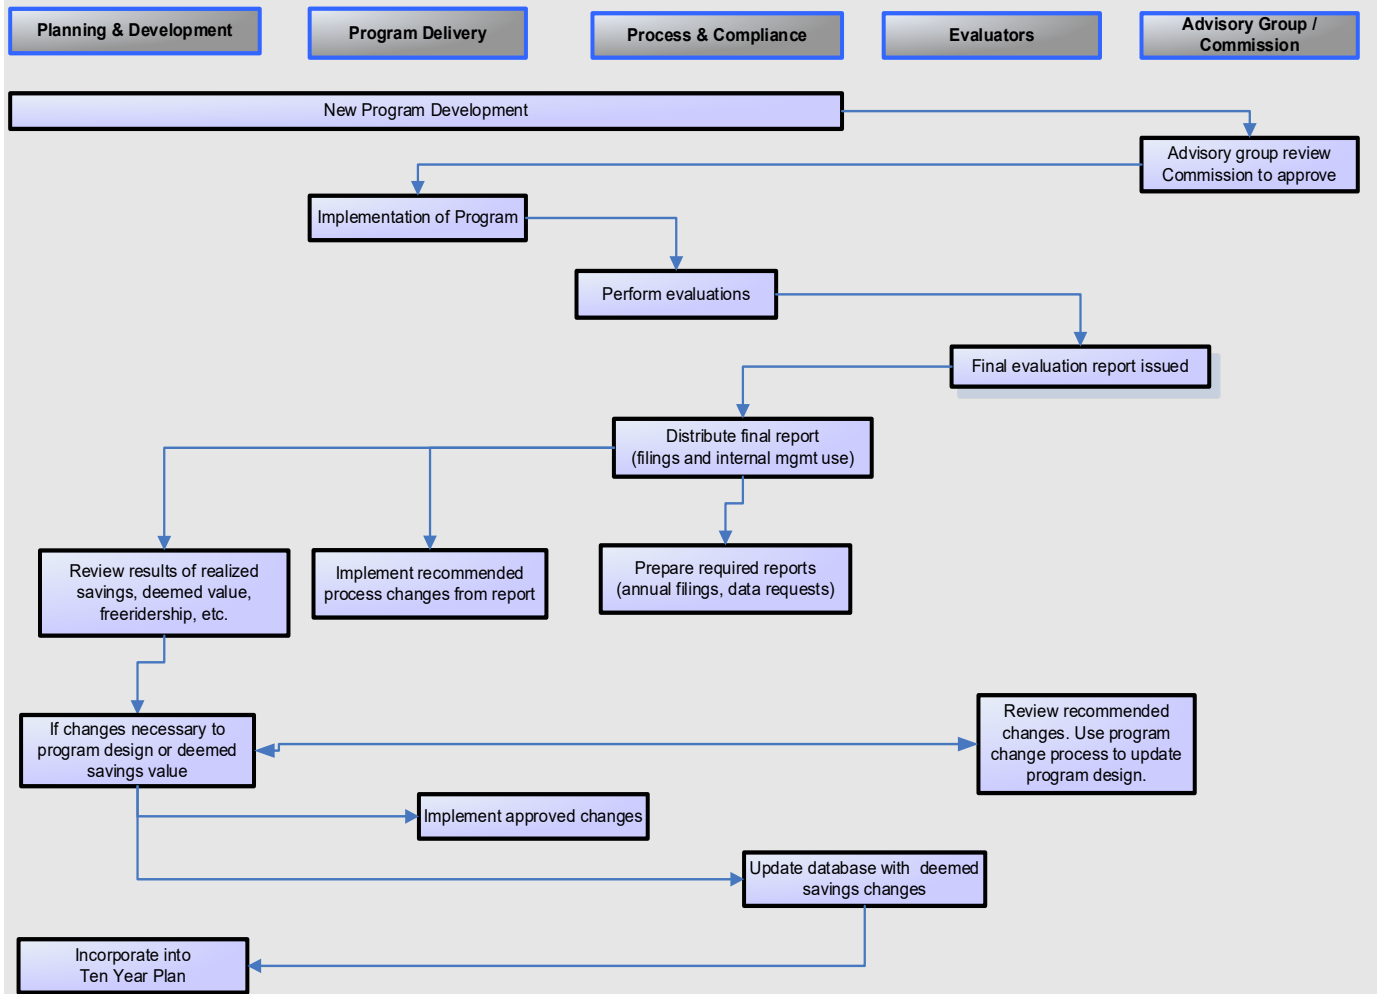 Planning & Development
Program Delivery
Process & Compliance
Evaluators
Advisory Group /
Commission
New Program Development
Advisory group review
Commission to approve
Implementation of Program
Perform evaluations
Final evaluation report issued
Distribute final report
(filings and internal mgmt use)
Review results of realized
savings, deemed value,
freeridership, etc.
Implement recommended
process changes from report
Prepare required reports
(annual filings, data requests)
If changes necessary to
program design or deemed
savings value
Review recommended
changes. Use program
change process to update
program design.
Implement approved changes
Update database with deemed
savings changes
Incorporate into
Ten Year Plan